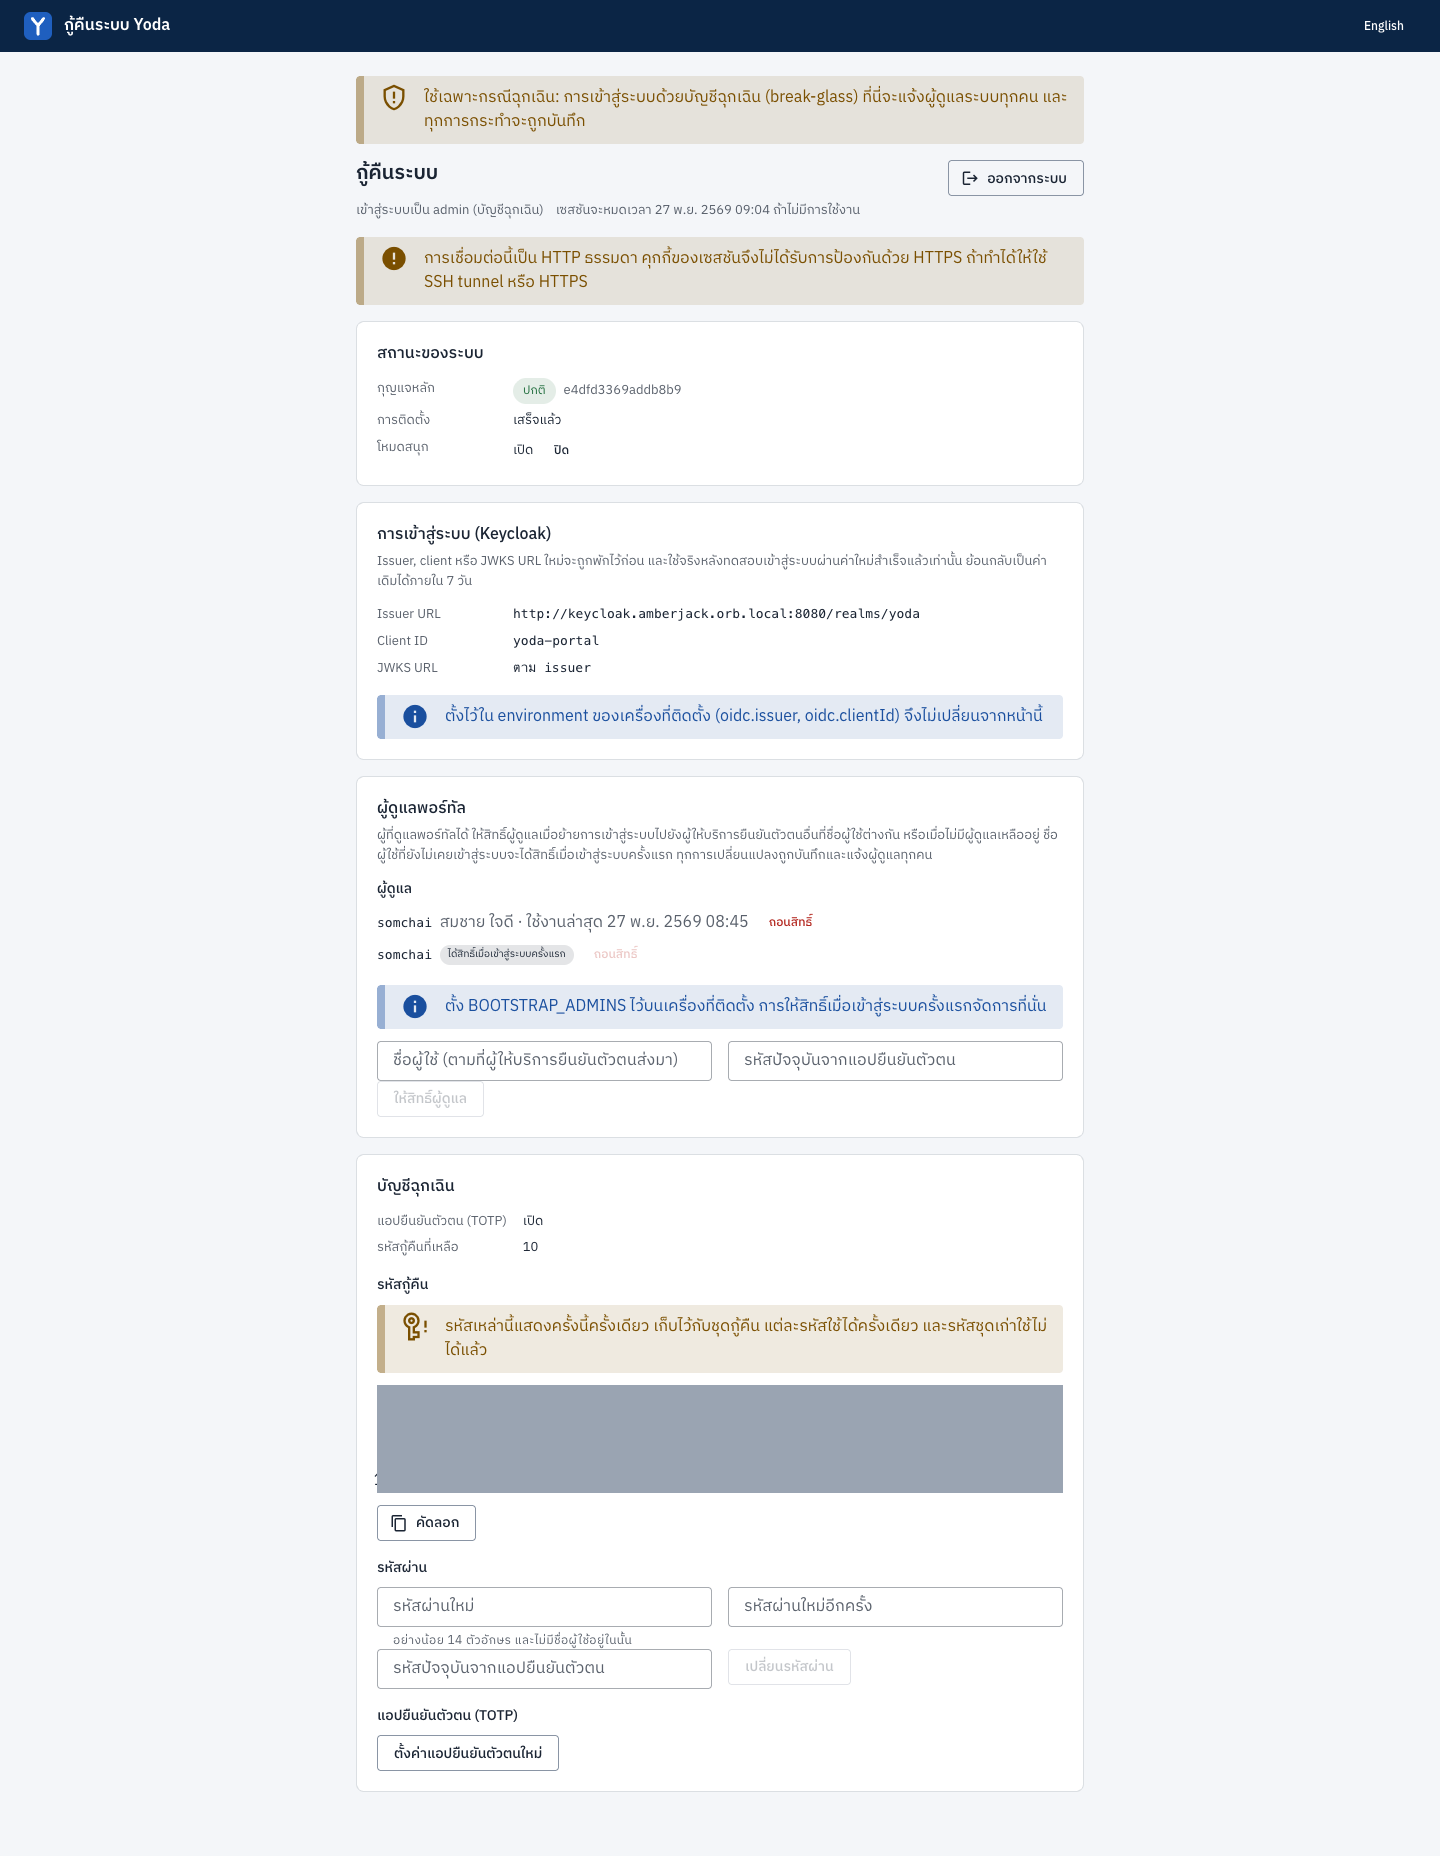 กู้คืนระบบ Yoda
English
ใช้เฉพาะกรณีฉุกเฉิน: การเข้าสู่ระบบด้วยบัญชีฉุกเฉิน (break-glass) ที่นี่จะแจ้งผู้ดูแลระบบทุกคน และ
ทุกการกระทำจะถูกบันทึก
กู้คืนระบบ
ออกจากระบบ
เข้าสู่ระบบเป็น admin (บัญชีฉุกเฉิน) เซสชันจะหมดเวลา 27 พ.ย. 2569 09:04 ถ้าไม่มีการใช้งาน
การเชื่อมต่อนี้เป็น HTTP ธรรมดา คุกกี้ของเซสชันจึงไม่ได้รับการป้องกันด้วย HTTPS ถ้าทำได้ให้ใช้
SSH tunnel หรือ HTTPS
สถานะของระบบ
กุญแจหลัก ปกติ e4dfd3369addb8b9
การติดตั้ง เสร็จแล้ว
โหมดสนุก เปิด ปิด
การเข้าสู่ระบบ (Keycloak)
Issuer, client หรือ JWKS URL ใหม่จะถูกพักไว้ก่อน และใช้จริงหลังทดสอบเข้าสู่ระบบผ่านค่าใหม่สำเร็จแล้วเท่านั้น ย้อนกลับเป็นค่า
เดิมได้ภายใน 7 วัน
Issuer URL http://keycloak.amberjack.orb.local:8080/realms/yoda
Client ID yoda-portal
JWKS URL ตาม issuer
ตั้งไว้ใน environment ของเครื่องที่ติดตั้ง (oidc.issuer, oidc.clientId) จึงไม่เปลี่ยนจากหน้านี้
ผู้ดูแลพอร์ทัล
ผู้ที่ดูแลพอร์ทัลได้ ให้สิทธิ์ผู้ดูแลเมื่อย้ายการเข้าสู่ระบบไปยังผู้ให้บริการยืนยันตัวตนอื่นที่ชื่อผู้ใช้ต่างกัน หรือเมื่อไม่มีผู้ดูแลเหลืออยู่ ชื่อ
ผู้ใช้ที่ยังไม่เคยเข้าสู่ระบบจะได้สิทธิ์เมื่อเข้าสู่ระบบครั้งแรก ทุกการเปลี่ยนแปลงถูกบันทึกและแจ้งผู้ดูแลทุกคน
ผู้ดูแล
somchai สมชาย ใจดี · ใช้งานล่าสุด 27 พ.ย. 2569 08:45 ถอนสิทธิ์
somchai ได้สิทธิ์เมื่อเข้าสู่ระบบครั้งแรก ถอนสิทธิ์
ตั้ง BOOTSTRAP_ADMINS ไว้บนเครื่องที่ติดตั้ง การให้สิทธิ์เมื่อเข้าสู่ระบบครั้งแรกจัดการที่นั่น
ชื่อผู้ใช้ (ตามที่ผู้ให้บริการยืนยันตัวตนส่งมา) รหัสปัจจุบันจากแอปยืนยันตัวตน
ให้สิทธิ์ผู้ดูแล
บัญชีฉุกเฉิน
แอปยืนยันตัวตน (TOTP) เปิด
รหัสกู้คืนที่เหลือ 10
รหัสกู้คืน
รหัสเหล่านี้แสดงครั้งนี้ครั้งเดียว เก็บไว้กับชุดกู้คืน แต่ละรหัสใช้ได้ครั้งเดียว และรหัสชุดเก่าใช้ไม่
ได้แล้ว
คัดลอก
รหัสผ่าน
รหัสผ่านใหม่ รหัสผ่านใหม่อีกครั้ง
อย่างน้อย 14 ตัวอักษร และไม่มีชื่อผู้ใช้อยู่ในนั้น
รหัสปัจจุบันจากแอปยืนยันตัวตน เปลี่ยนรหัสผ่าน
แอปยืนยันตัวตน (TOTP)
ตั้งค่าแอปยืนยันตัวตนใหม่